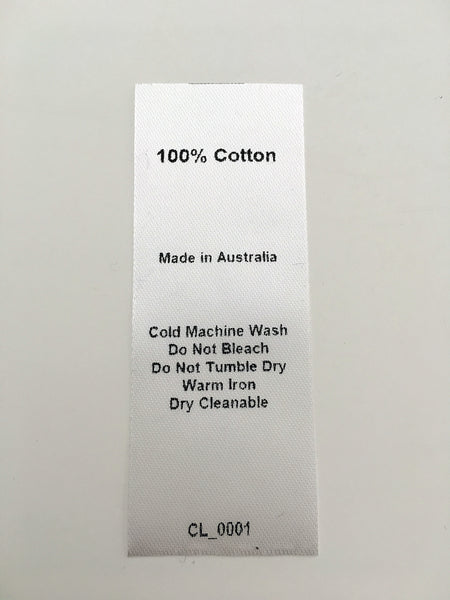 100% Cotton
Made in Australia
Cold Machine Wash
Do Not Bleach
Do Not Tumble Dry
Warm Iron
Dry Cleanable
CL_0001